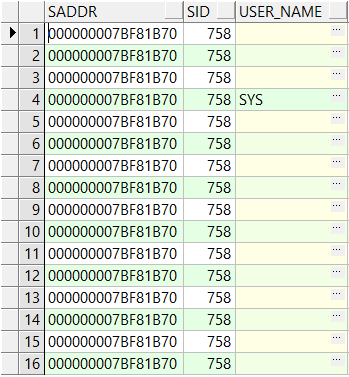 SADDR SID USER_NAME
1 000000007BF81B70 758 ...
2 000000007BF81B70 758 ...
3 000000007BF81B70 758 ...
4 000000007BF81B70 758 SYS ...
5 000000007BF81B70 758 ...
6 000000007BF81B70 758 ...
7 000000007BF81B70 758 ...
8 000000007BF81B70 758 ...
9 000000007BF81B70 758 ...
10 000000007BF81B70 758 ...
11 000000007BF81B70 758 ...
12 000000007BF81B70 758 ...
13 000000007BF81B70 758 ...
14 000000007BF81B70 758 ...
15 000000007BF81B70 758 ...
16 000000007BF81B70 758 ...